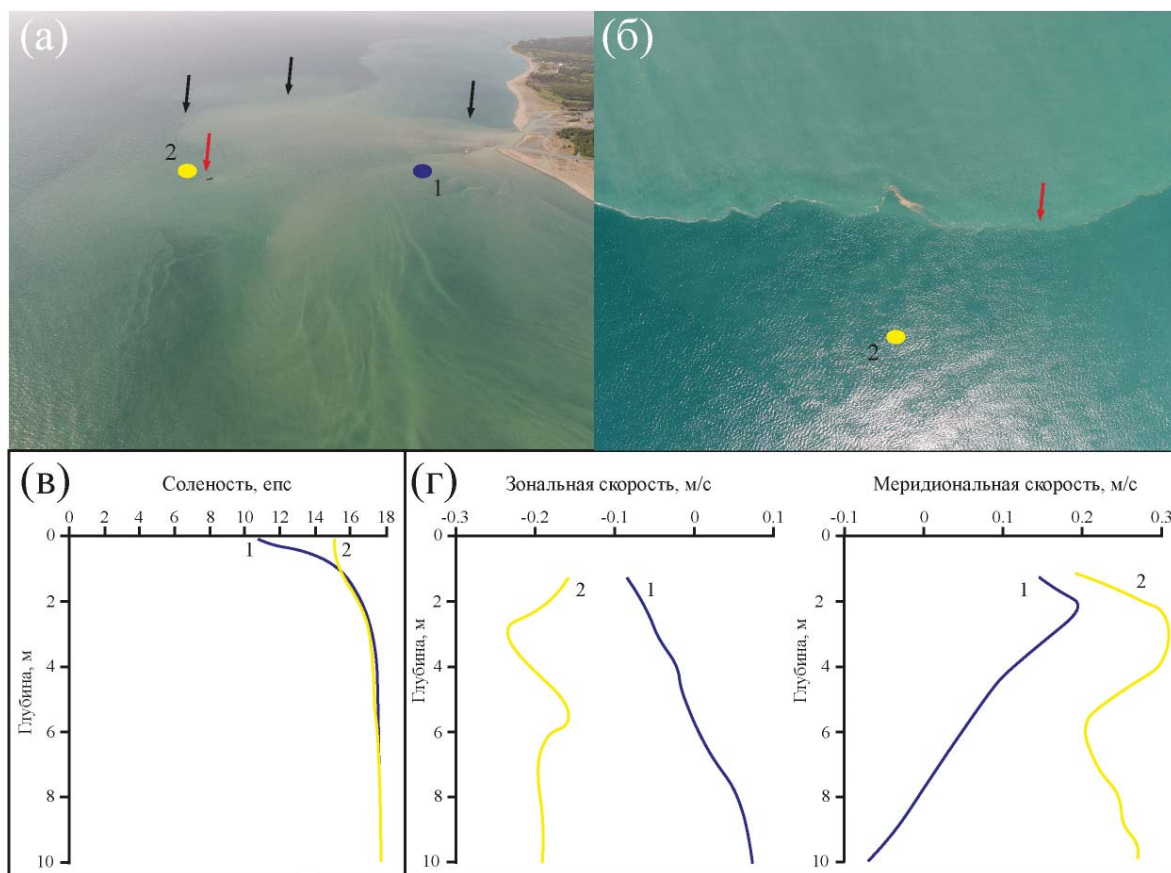 (а)
2
1
(б)
2
(в)
Соленость, епс
0 2 4 6 8 10 12 14 16 18
0
2
4
6
8
10
Глубина, м
1
2
(г)
Зональная скорость, м/с
-0.3 -0.2 -0.1 0 0.1
0
2
4
6
8
10
Глубина, м
2
1
Меридиональная скорость, м/с
-0.1 0 0.1 0.2 0.3
0
2
4
6
8
10
Глубина, м
1
2